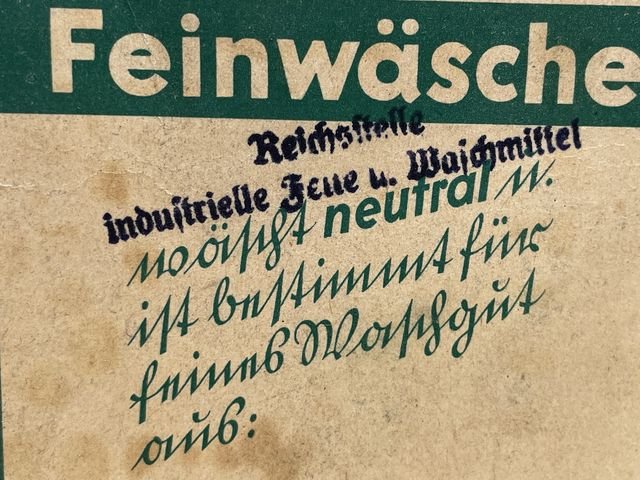 Feinwäsche
Reichsstelle
industrielle Fette u. Waschmittel
wäscht neutral u.
ist bestimmt für
feines Waschgut
aus: